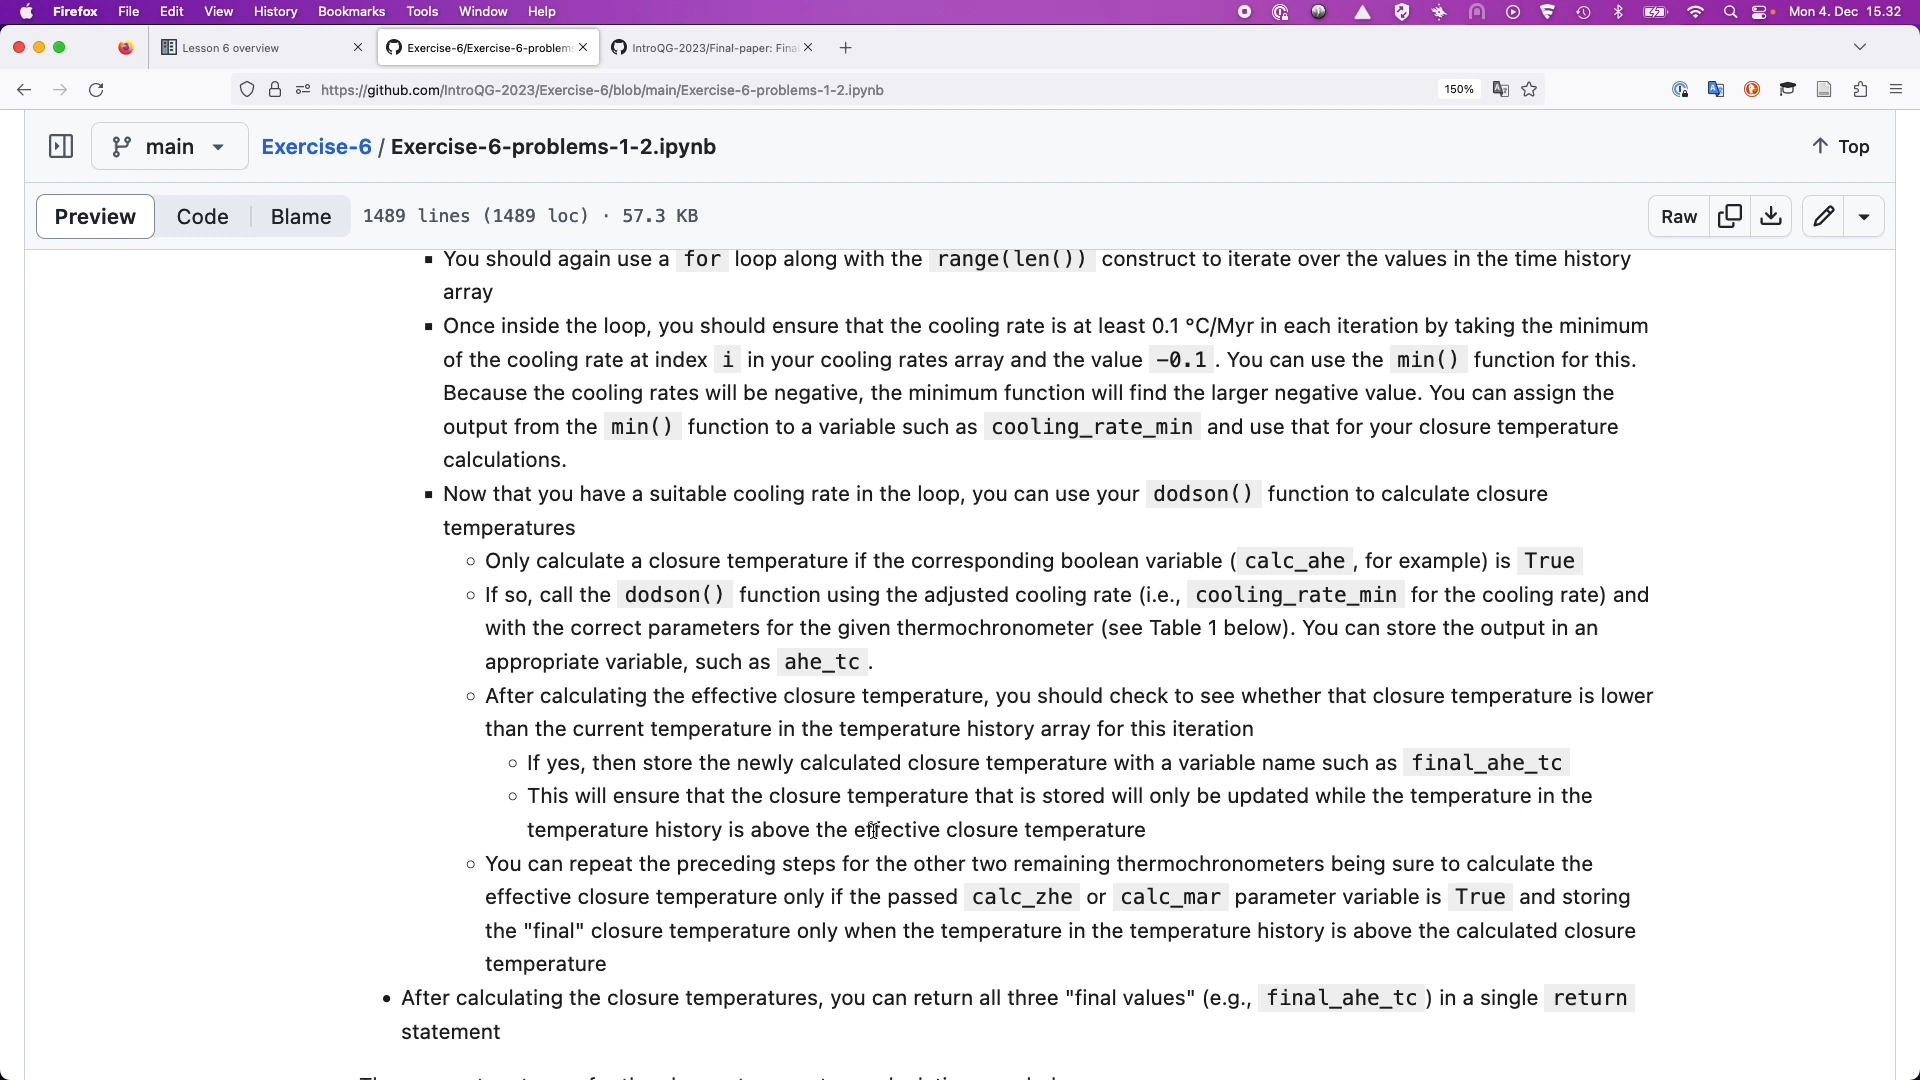 Firefox File Edit View History Bookmarks Tools Window Help Mon 4. Dec 15.32
Lesson 6 overview Exercise-6/Exercise-6-problem IntroQG-2023/Final-paper: Fina
https://github.com/IntroQG-2023/Exercise-6/blob/main/Exercise-6-problems-1-2.ipynb 150%
main Exercise-6 / Exercise-6-problems-1-2.ipynb Top
Preview Code Blame 1489 lines (1489 loc) · 57.3 KB Raw
▪ You should again use a for loop along with the range(len()) construct to iterate over the values in the time history
array
▪ Once inside the loop, you should ensure that the cooling rate is at least 0.1 °C/Myr in each iteration by taking the minimum
of the cooling rate at index i in your cooling rates array and the value -0.1. You can use the min() function for this.
Because the cooling rates will be negative, the minimum function will find the larger negative value. You can assign the
output from the min() function to a variable such as cooling_rate_min and use that for your closure temperature
calculations.
▪ Now that you have a suitable cooling rate in the loop, you can use your dodson() function to calculate closure
temperatures
○ Only calculate a closure temperature if the corresponding boolean variable (calc_ahe, for example) is True
○ If so, call the dodson() function using the adjusted cooling rate (i.e., cooling_rate_min for the cooling rate) and
with the correct parameters for the given thermochronometer (see Table 1 below). You can store the output in an
appropriate variable, such as ahe_tc.
○ After calculating the effective closure temperature, you should check to see whether that closure temperature is lower
than the current temperature in the temperature history array for this iteration
○ If yes, then store the newly calculated closure temperature with a variable name such as final_ahe_tc
○ This will ensure that the closure temperature that is stored will only be updated while the temperature in the
temperature history is above the effective closure temperature
○ You can repeat the preceding steps for the other two remaining thermochronometers being sure to calculate the
effective closure temperature only if the passed calc_zhe or calc_mar parameter variable is True and storing
the "final" closure temperature only when the temperature in the temperature history is above the calculated closure
temperature
• After calculating the closure temperatures, you can return all three "final values" (e.g., final_ahe_tc) in a single return
statement